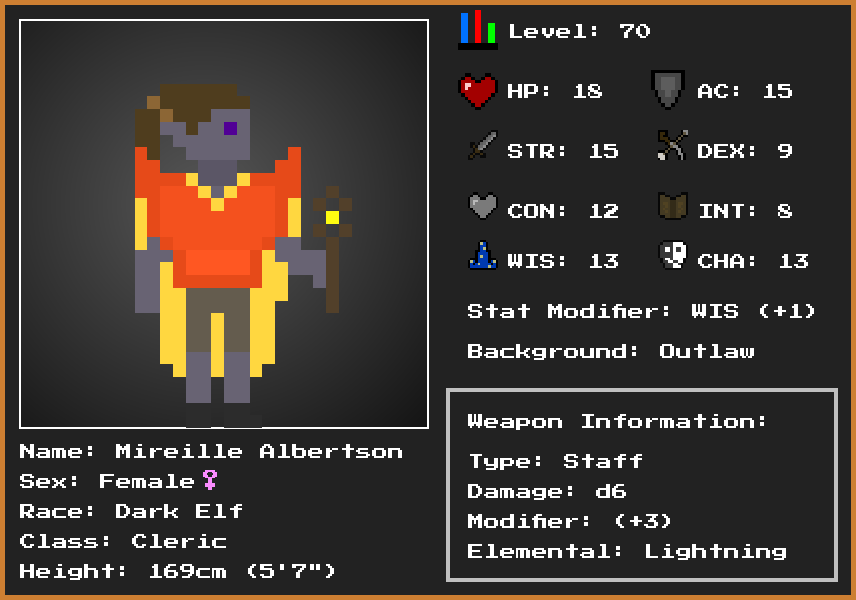 Level: 70
HP: 18 AC: 15
STR: 15 DEX: 9
CON: 12 INT: 8
WIS: 13 CHA: 13
Stat Modifier: WIS (+1)
Background: Outlaw
Weapon Information:
Type: Staff
Damage: d6
Modifier: (+3)
Elemental: Lightning
Name: Mireille Albertson
Sex: Female♀
Race: Dark Elf
Class: Cleric
Height: 169cm (5'7")